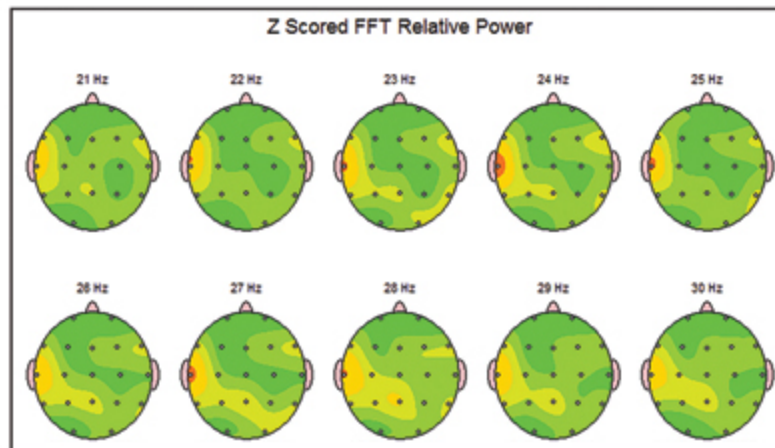 Z Scored FFT Relative Power
21 Hz 22 Hz 23 Hz 24 Hz 25 Hz
26 Hz 27 Hz 28 Hz 29 Hz 30 Hz